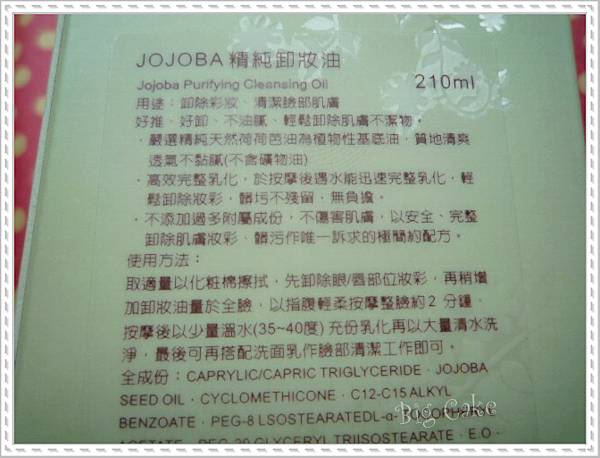 JOJOBA 精純卸妝油
Jojoba Purifying Cleansing Oil 210ml
用途：卸除彩妝、清潔臉部肌膚
好推、好卸、不油膩、輕鬆卸除肌膚不潔物。
．嚴選精純天然荷荷芭油為植物性基底油，質地清爽
透氣不黏膩(不含礦物油)
．高效完整乳化，於按摩後遇水能迅速完整乳化，輕
鬆卸除妝彩，髒垢不殘留，無負擔。
．不添加過多附屬成份，不傷害肌膚，以安全、完整
卸除肌膚妝彩、髒污作唯一訴求的極簡約配方。
使用方法：
取適量以化粧棉擦拭，先卸除眼/唇部位妝彩，再稍增
加卸妝油量於全臉，以指腹輕柔按摩整臉約2 分鐘，
按摩後以少量溫水(35~40度) 充份乳化再以大量清水洗
淨，最後可再搭配洗面乳作臉部清潔工作即可。
全成份：CAPRYLIC/CAPRIC TRIGLYCERIDE．JOJOBA
SEED OIL．CYCLOMETHICONE．C12-C15 ALKYL
BENZOATE．PEG-8 LSOSTEARATEDL-α-TOCOPHARYL
ACETATE．PEG-20 GLYCERYL TRIISOSTEARATE．E.O．
Big Cake